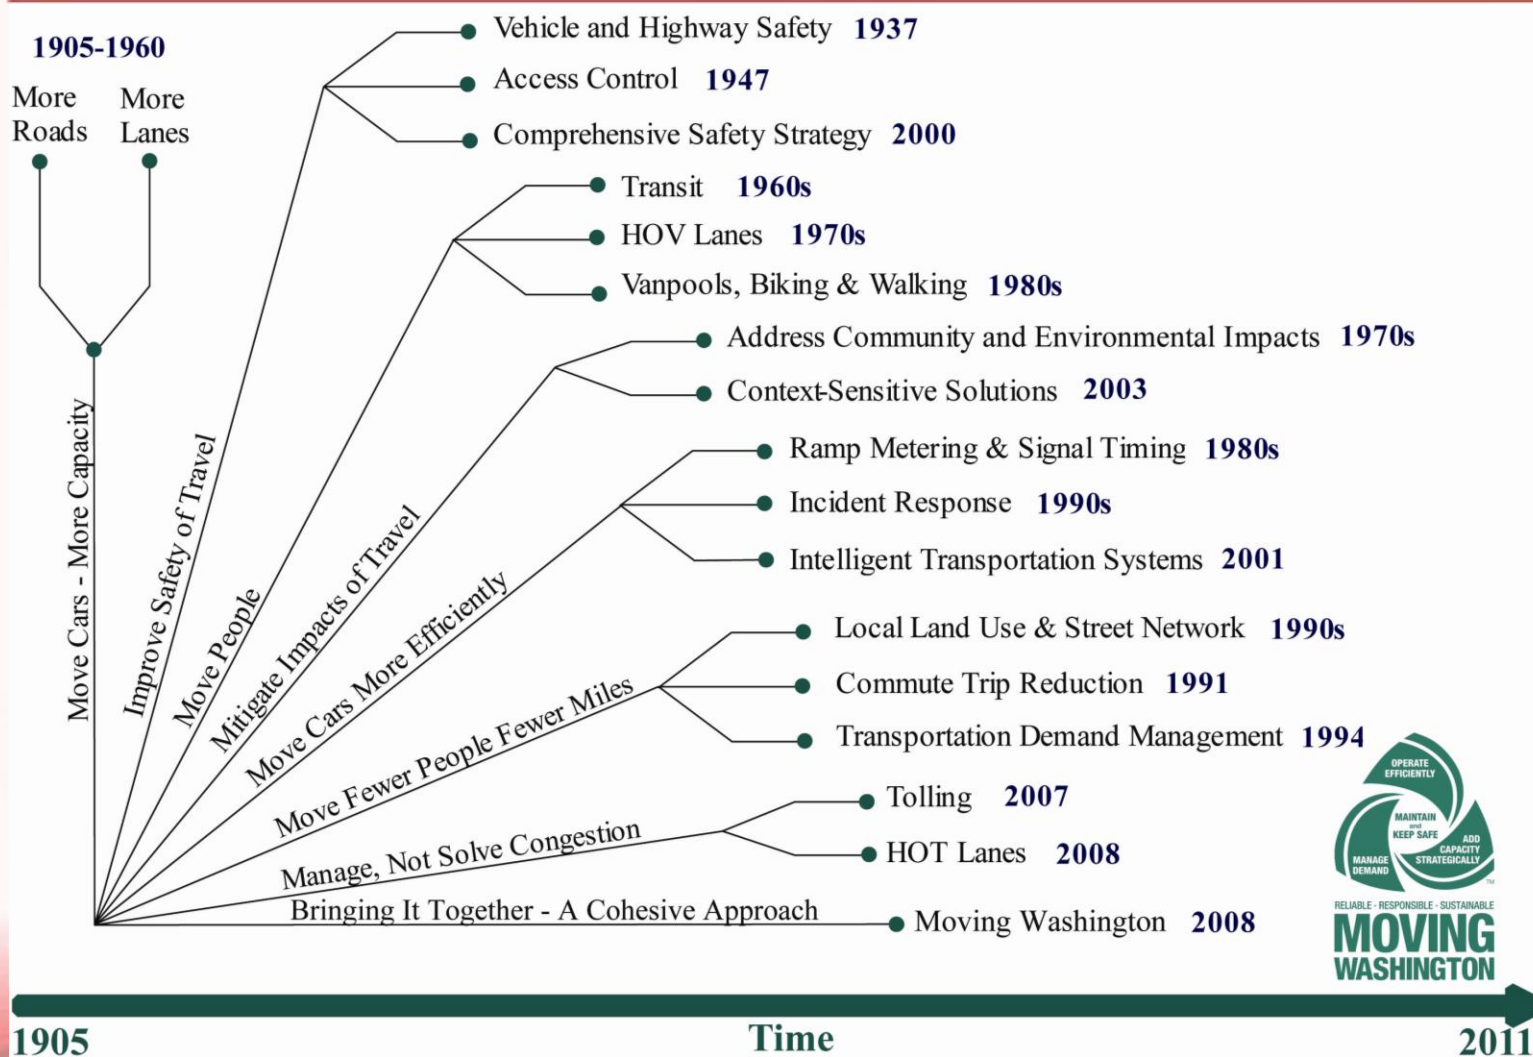 1905-1960
More
Roads
More
Lanes
Move Cars - More Capacity
Improve Safety of Travel
Vehicle and Highway Safety 1937
Access Control 1947
Comprehensive Safety Strategy 2000
Move People
Transit 1960s
HOV Lanes 1970s
Vanpools, Biking & Walking 1980s
Mitigate Impacts of Travel
Address Community and Environmental Impacts 1970s
Context-Sensitive Solutions 2003
Move Cars More Efficiently
Ramp Metering & Signal Timing 1980s
Incident Response 1990s
Intelligent Transportation Systems 2001
Move Fewer People Fewer Miles
Local Land Use & Street Network 1990s
Commute Trip Reduction 1991
Transportation Demand Management 1994
Manage, Not Solve Congestion
Tolling 2007
HOT Lanes 2008
Bringing It Together - A Cohesive Approach
Moving Washington 2008
OPERATE
EFFICIENTLY
MAINTAIN
and
KEEP SAFE
ADD
CAPACITY
STRATEGICALLY
MANAGE
DEMAND
TM
RELIABLE - RESPONSIBLE - SUSTAINABLE
MOVING
WASHINGTON
1905 Time 2011